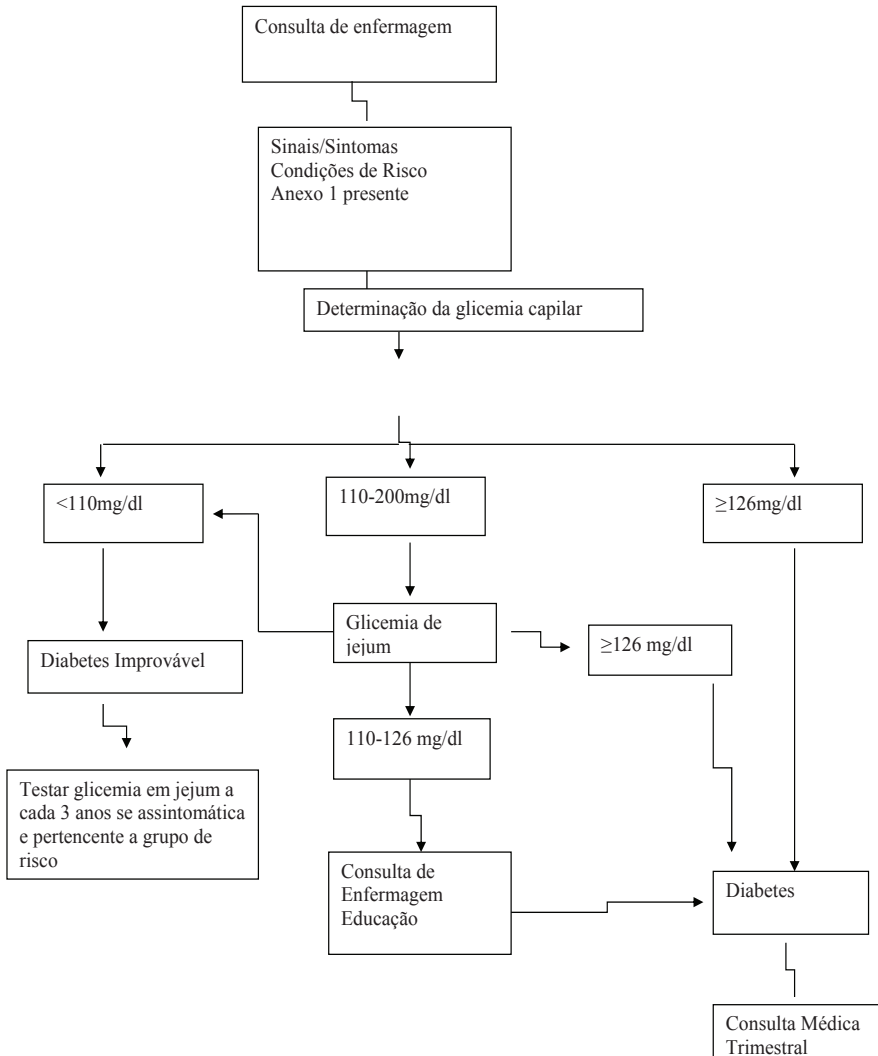 Consulta de enfermagem
Sinais/Sintomas
Condições de Risco
Anexo 1 presente
Determinação da glicemia capilar
<110mg/dl
110-200mg/dl
≥126mg/dl
Glicemia de
jejum
≥126 mg/dl
Diabetes Improvável
110-126 mg/dl
Testar glicemia em jejum a
cada 3 anos se assintomática
e pertencente a grupo de
risco
Consulta de
Enfermagem
Educação
Diabetes
Consulta Médica
Trimestral